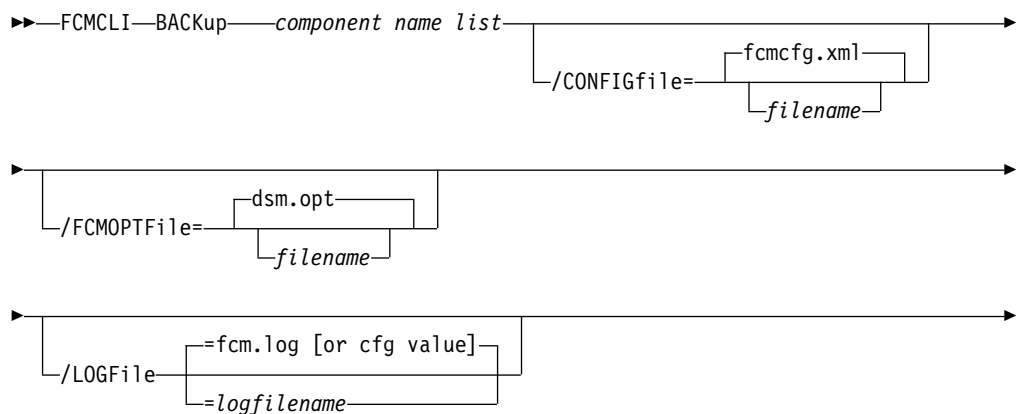 FCMCLI BACKup component name list
fcmcfg.xml
/CONFIGfile=
filename
dsm.opt
/FCMOPTFile=
filename
=fcm.log [or cfg value]
/LOGFile
=logfilename